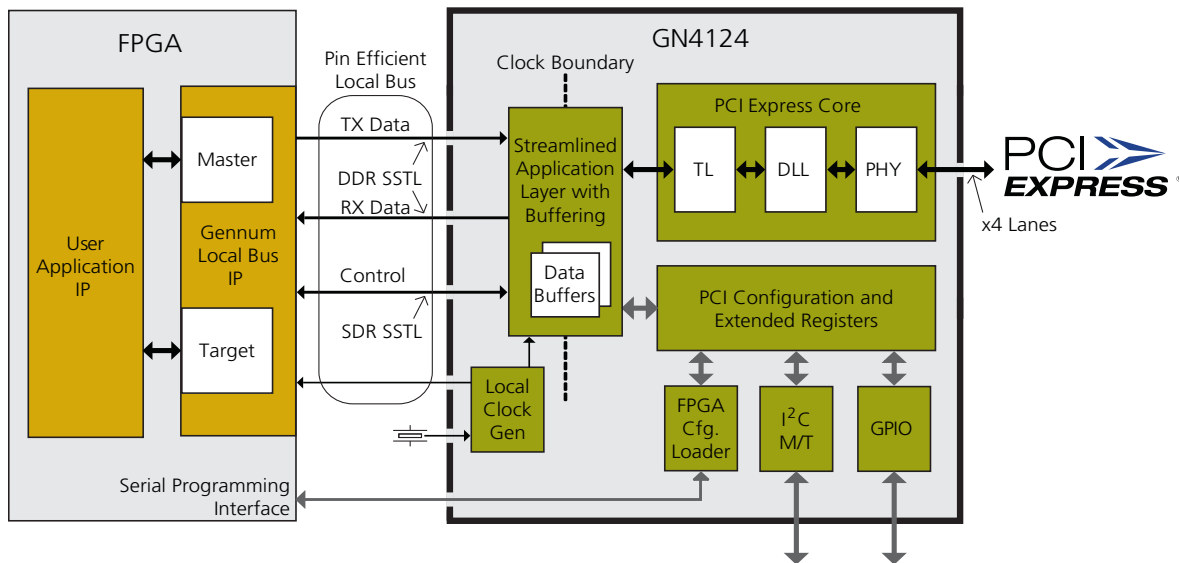 FPGA
User
Application
IP
Master
Gennum
Local Bus
IP
Target
Pin Efficient
Local Bus
TX Data
DDR SSTL
RX Data
Control
SDR SSTL
Serial Programming
Interface
GN4124
Clock Boundary
Streamlined
Application
Layer with
Buffering
Data
Buffers
Local
Clock
Gen
PCI Express Core
TL
DLL
PHY
PCI
EXPRESS®
x4 Lanes
PCI Configuration and
Extended Registers
FPGA
Cfg.
Loader
I²C
M/T
GPIO